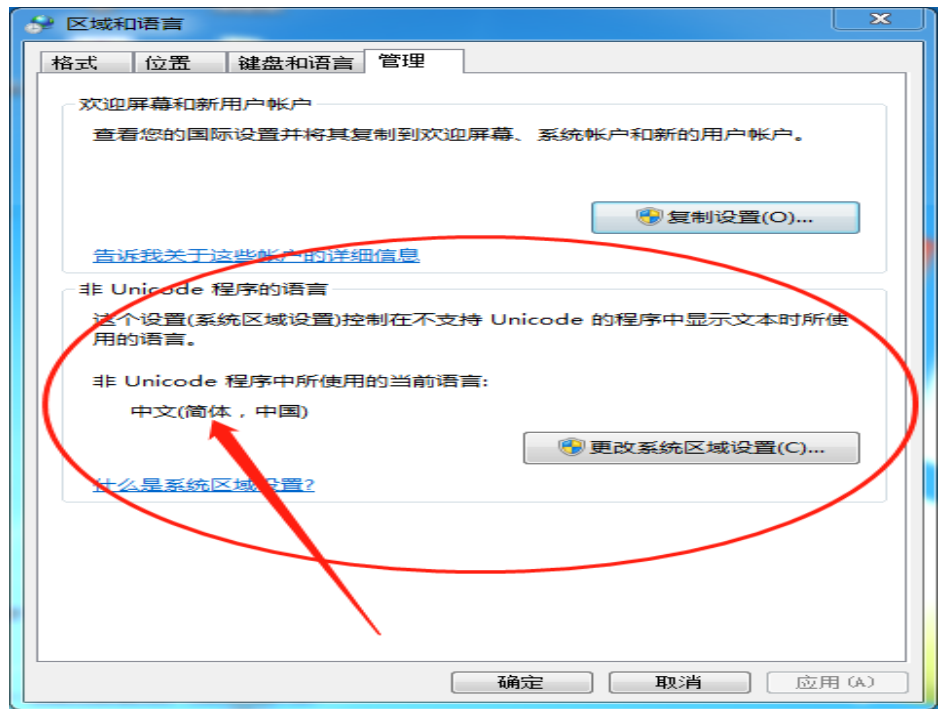 区域和语言
格式 位置 键盘和语言 管理
欢迎屏幕和新用户帐户
查看您的国际设置并将其复制到欢迎屏幕、系统帐户和新的用户帐户。
复制设置(O)...
告诉我关于这些帐户的详细信息
非 Unicode 程序的语言
这个设置(系统区域设置)控制在不支持 Unicode 的程序中显示文本时所使
用的语言。
非 Unicode 程序中所使用的当前语言:
中文(简体，中国)
更改系统区域设置(C)...
什么是系统区域设置?
确定 取消 应用(A)